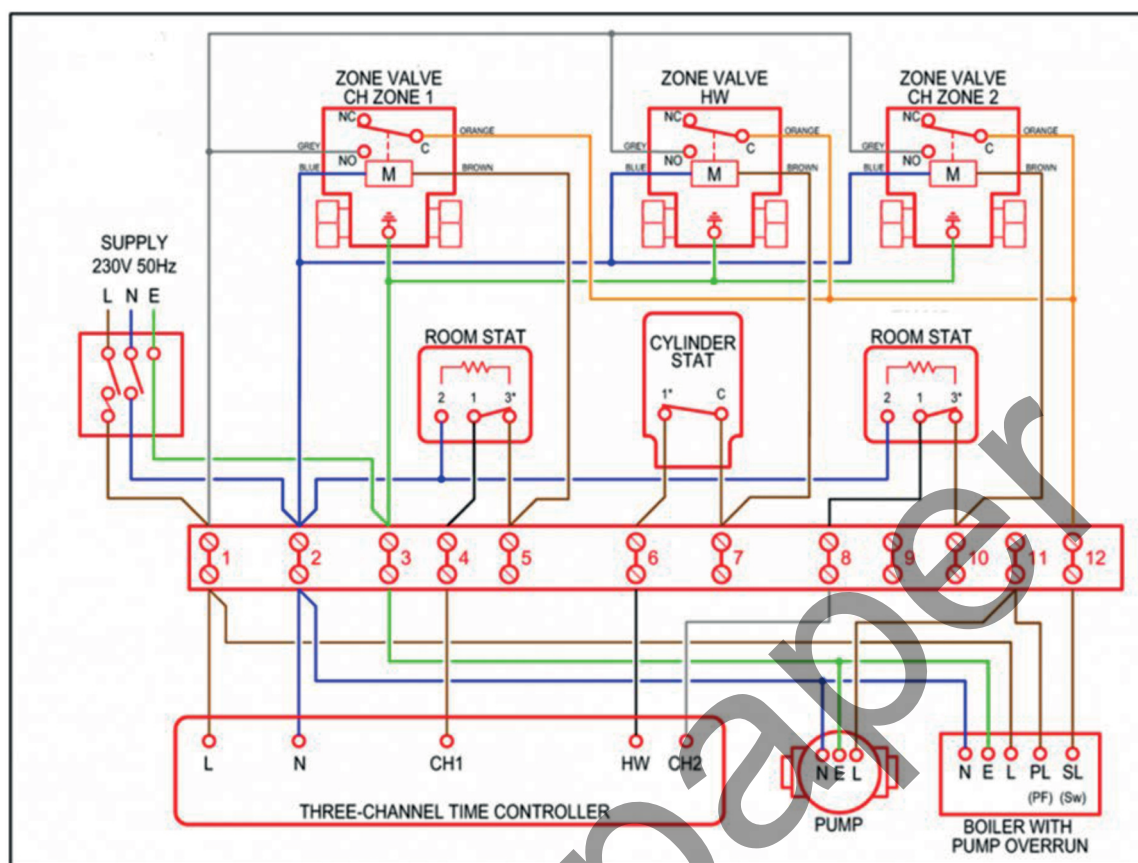 ZONE VALVE
CH ZONE 1
ZONE VALVE
HW
ZONE VALVE
CH ZONE 2
NC
ORANGE
C
GREY
NO
BLUE
M
BROWN
NC
ORANGE
C
GREY
NO
BLUE
M
BROWN
NC
ORANGE
C
GREY
NO
BLUE
M
BROWN
SUPPLY
230V 50Hz
L N E
ROOM STAT
2 1 3*
CYLINDER
STAT
1* C
ROOM STAT
2 1 3*
1 2 3 4 5 6 7 8 9 10 11 12
L N CH1 HW CH2
THREE-CHANNEL TIME CONTROLLER
N E L
PUMP
N E L PL SL
(PF) (Sw)
BOILER WITH
PUMP OVERRUN
paper